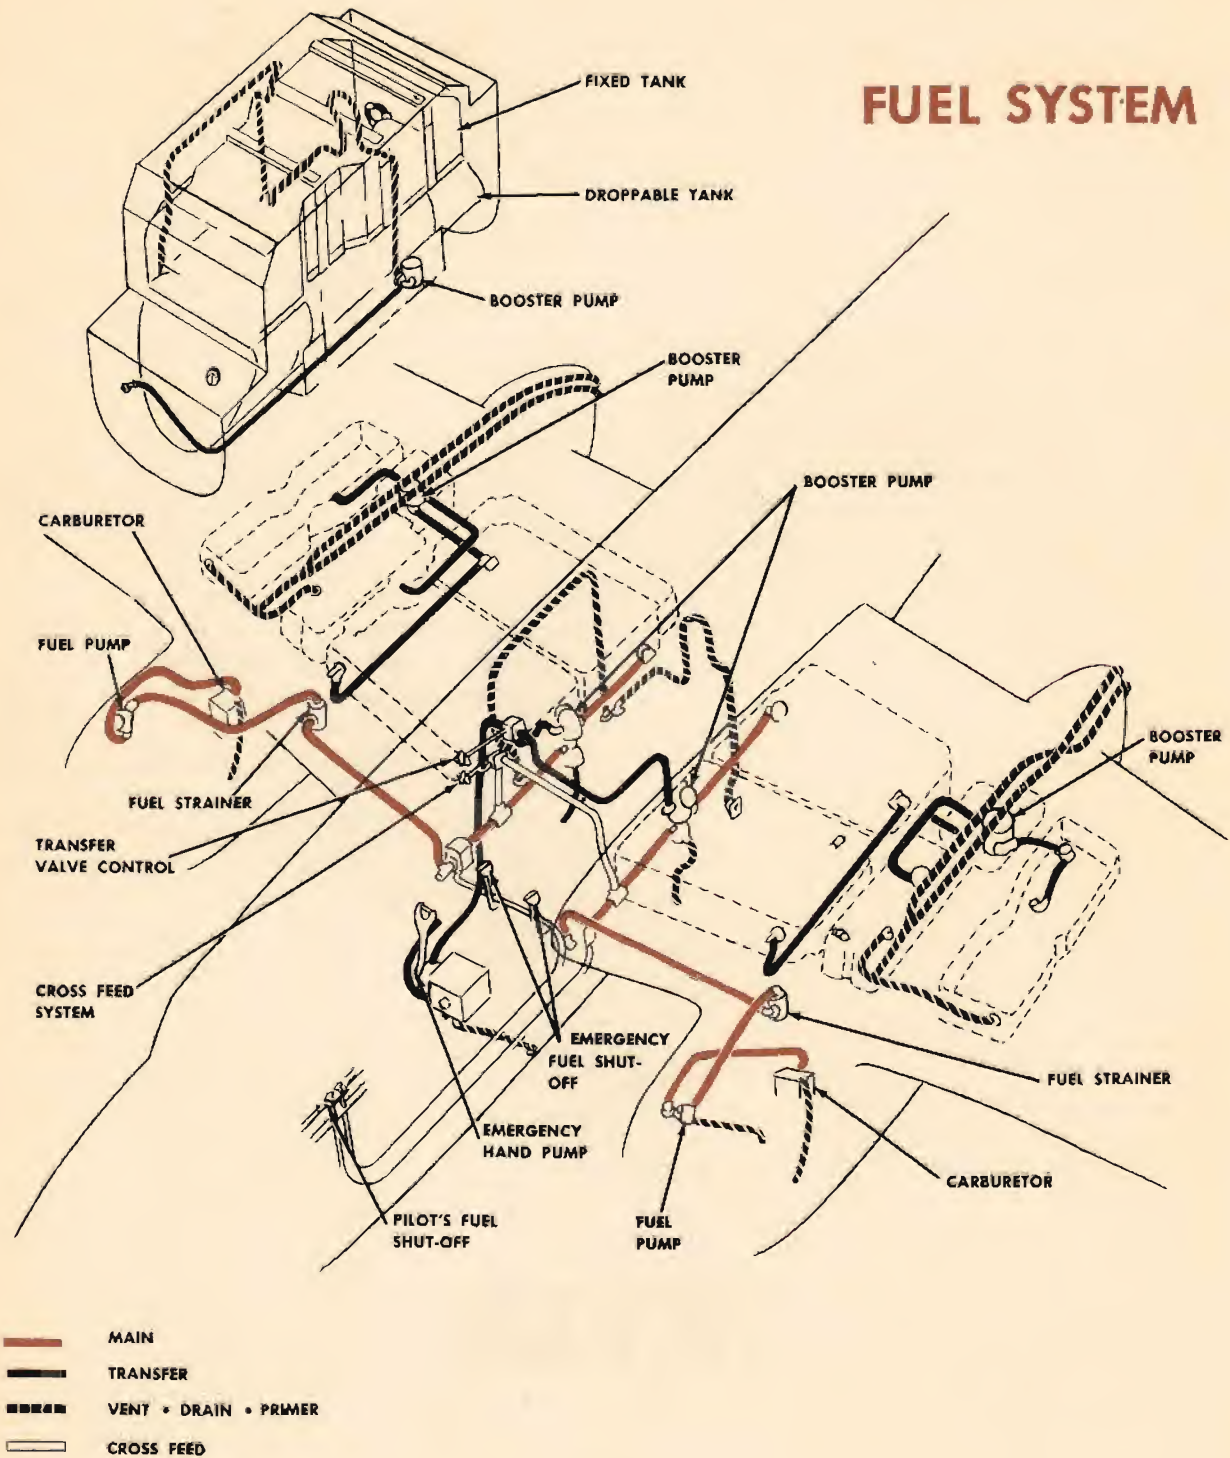 FUEL SYSTEM
FIXED TANK
DROPPABLE TANK
BOOSTER PUMP
BOOSTER
PUMP
BOOSTER PUMP
CARBURETOR
FUEL PUMP
BOOSTER
PUMP
FUEL STRAINER
TRANSFER
VALVE CONTROL
CROSS FEED
SYSTEM
EMERGENCY
FUEL SHUT-
OFF
FUEL STRAINER
EMERGENCY
HAND PUMP
CARBURETOR
PILOT'S FUEL
SHUT-OFF
FUEL
PUMP
MAIN
TRANSFER
VENT • DRAIN • PRIMER
CROSS FEED